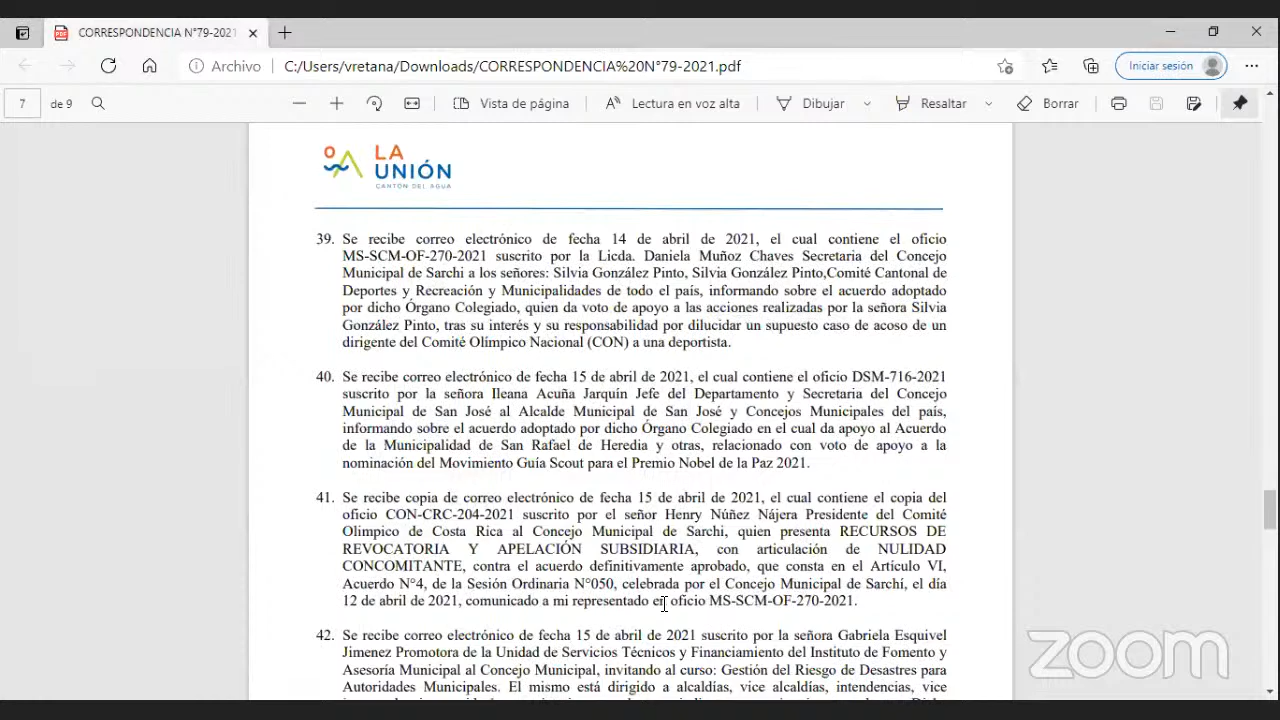 CORRESPONDENCIA N°79-2021
Archivo
C:/Users/vretana/Downloads/CORRESPONDENCIA%20N°79-2021.pdf
Iniciar sesión
7 de 9
Vista de página
Lectura en voz alta
Dibujar
Resaltar
Borrar
LA
UNIÓN
CANTÓN DEL AGUA
39. Se recibe correo electrónico de fecha 14 de abril de 2021, el cual contiene el oficio
MS-SCM-OF-270-2021 suscrito por la Licda. Daniela Muñoz Chaves Secretaria del Concejo
Municipal de Sarchi a los señores: Silvia González Pinto, Silvia González Pinto,Comité Cantonal de
Deportes y Recreación y Municipalidades de todo el país, informando sobre el acuerdo adoptado
por dicho Órgano Colegiado, quien da voto de apoyo a las acciones realizadas por la señora Silvia
González Pinto, tras su interés y su responsabilidad por dilucidar un supuesto caso de acoso de un
dirigente del Comité Olímpico Nacional (CON) a una deportista.
40. Se recibe correo electrónico de fecha 15 de abril de 2021, el cual contiene el oficio DSM-716-2021
suscrito por la señora Ileana Acuña Jarquín Jefe del Departamento y Secretaria del Concejo
Municipal de San José al Alcalde Municipal de San José y Concejos Municipales del país,
informando sobre el acuerdo adoptado por dicho Órgano Colegiado en el cual da apoyo al Acuerdo
de la Municipalidad de San Rafael de Heredia y otras, relacionado con voto de apoyo a la
nominación del Movimiento Guía Scout para el Premio Nobel de la Paz 2021.
41. Se recibe copia de correo electrónico de fecha 15 de abril de 2021, el cual contiene el copia del
oficio CON-CRC-204-2021 suscrito por el señor Henry Núñez Nájera Presidente del Comité
Olimpico de Costa Rica al Concejo Municipal de Sarchi, quien presenta RECURSOS DE
REVOCATORIA Y APELACIÓN SUBSIDIARIA, con articulación de NULIDAD
CONCOMITANTE, contra el acuerdo definitivamente aprobado, que consta en el Artículo VI,
Acuerdo N°4, de la Sesión Ordinaria N°050, celebrada por el Concejo Municipal de Sarchí, el día
12 de abril de 2021, comunicado a mi representado en oficio MS-SCM-OF-270-2021.
42. Se recibe correo electrónico de fecha 15 de abril de 2021 suscrito por la señora Gabriela Esquivel
Jimenez Promotora de la Unidad de Servicios Técnicos y Financiamiento del Instituto de Fomento y
Asesoría Municipal al Concejo Municipal, invitando al curso: Gestión del Riesgo de Desastres para
Autoridades Municipales. El mismo está dirigido a alcaldías, vice alcaldías, intendencias, vice
zoom